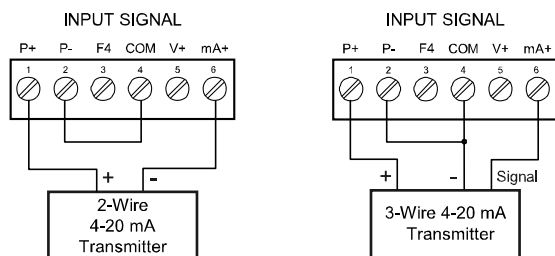 INPUT SIGNAL
P+ P- F4 COM V+ mA+
1 2 3 4 5 6
+ -
2-Wire
4-20 mA
Transmitter
INPUT SIGNAL
P+ P- F4 COM V+ mA+
1 2 3 4 5 6
+ - Signal
3-Wire 4-20 mA
Transmitter